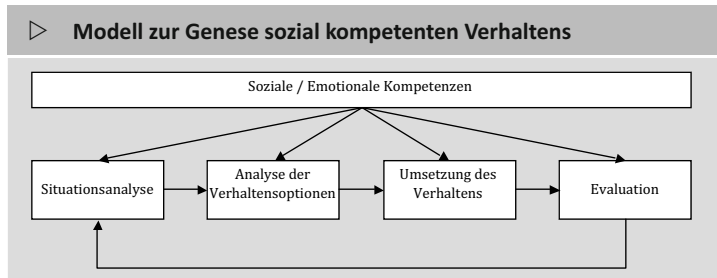 Modell zur Genese sozial kompetenten Verhaltens
Soziale / Emotionale Kompetenzen
Situationsanalyse
Analyse der
Verhaltensoptionen
Umsetzung des
Verhaltens
Evaluation